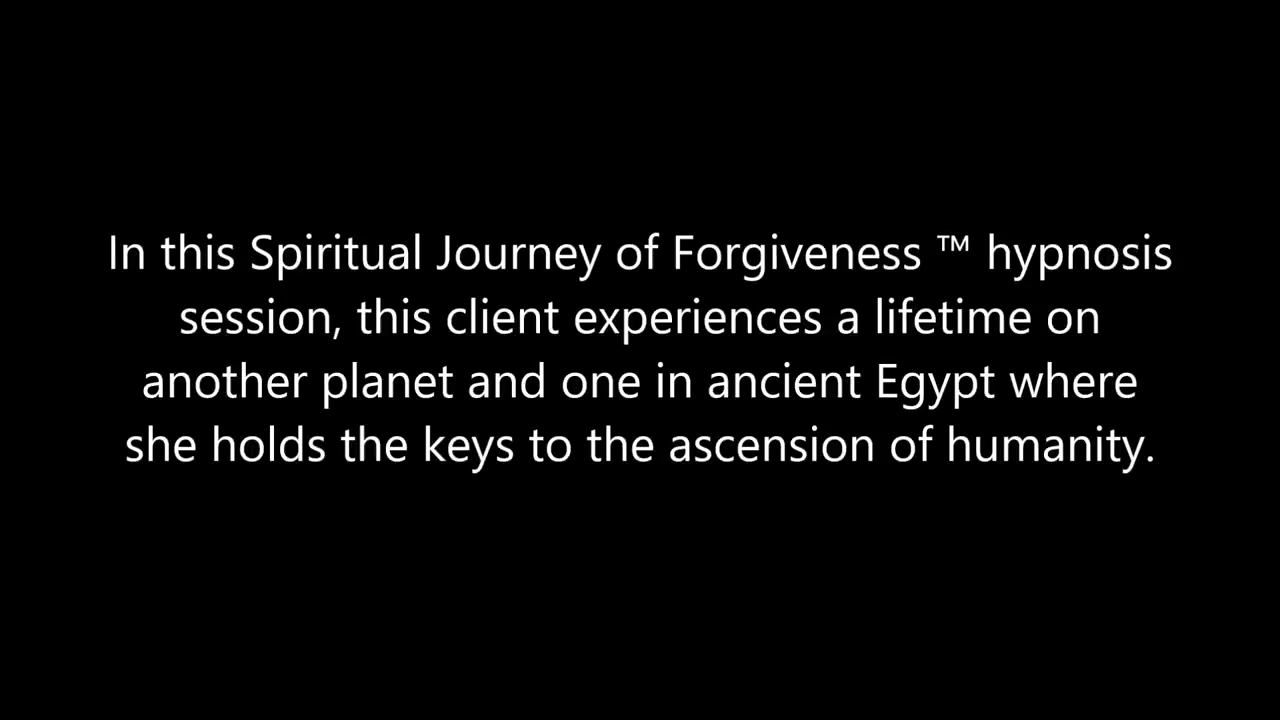 In this Spiritual Journey of Forgiveness ™ hypnosis
session, this client experiences a lifetime on
another planet and one in ancient Egypt where
she holds the keys to the ascension of humanity.